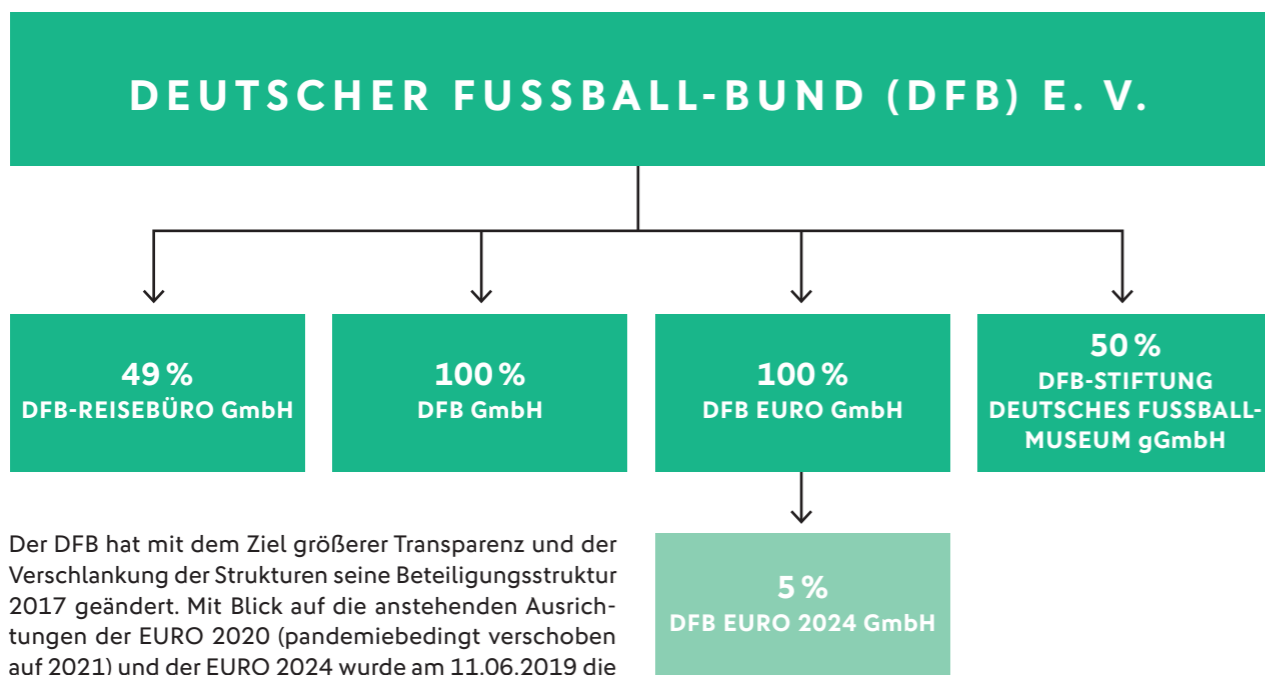 DEUTSCHER FUSSBALL-BUND (DFB) E. V.
49 %
DFB-REISEBÜRO GmbH
100 %
DFB GmbH
100 %
DFB EURO GmbH
50 %
DFB-STIFTUNG
DEUTSCHES FUSSBALL-
MUSEUM gGmbH
5 %
DFB EURO 2024 GmbH
Der DFB hat mit dem Ziel größerer Transparenz und der
Verschlankung der Strukturen seine Beteiligungsstruktur
2017 geändert. Mit Blick auf die anstehenden Ausrich-
tungen der EURO 2020 (pandemiebedingt verschoben
auf 2021) und der EURO 2024 wurde am 11.06.2019 die